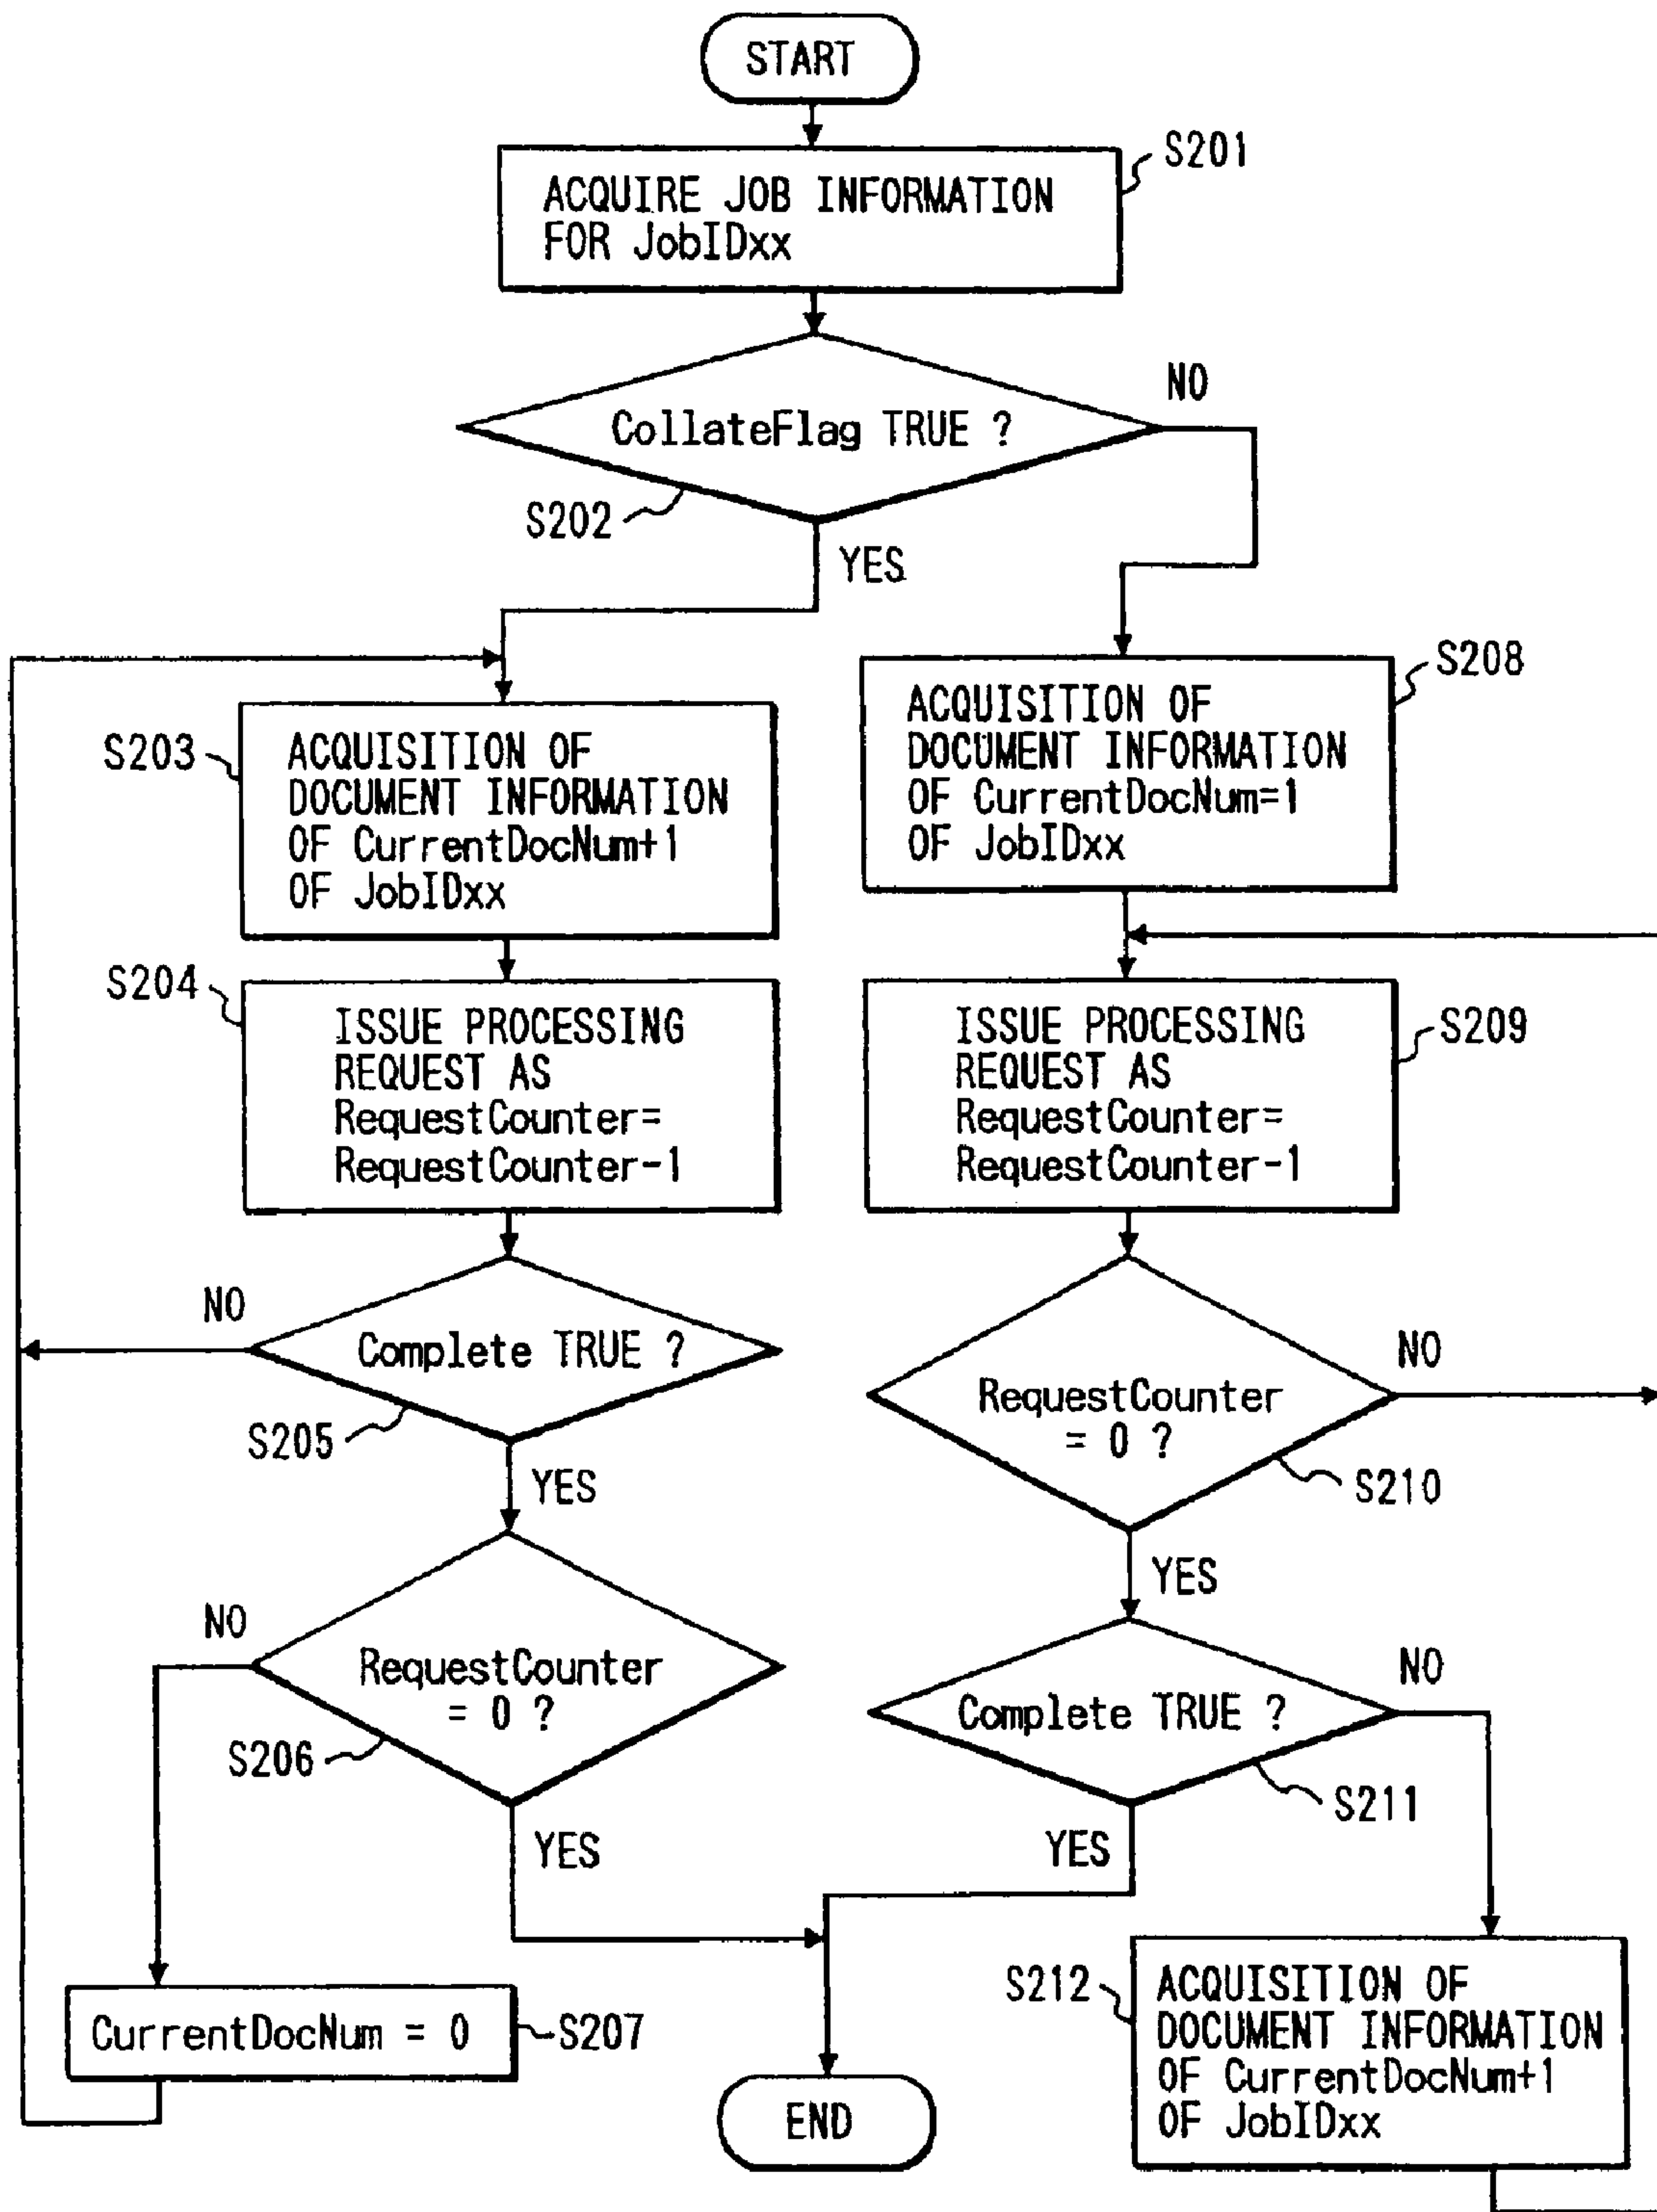 START
S201
ACQUIRE JOB INFORMATION
FOR JobIDxx
NO
CollateFlag TRUE ?
S202
YES
S203
ACQUISITION OF
DOCUMENT INFORMATION
OF CurrentDocNum+1
OF JobIDxx
S208
ACQUISITION OF
DOCUMENT INFORMATION
OF CurrentDocNum=1
OF JobIDxx
S204
ISSUE PROCESSING
REQUEST AS
RequestCounter=
RequestCounter-1
S209
ISSUE PROCESSING
REQUEST AS
RequestCounter=
RequestCounter-1
NO
Complete TRUE ?
S205
YES
NO
RequestCounter
= 0 ?
S210
YES
NO
RequestCounter
= 0 ?
S206
YES
NO
Complete TRUE ?
S211
YES
CurrentDocNum = 0
S207
S212
ACQUISITION OF
DOCUMENT INFORMATION
OF CurrentDocNum+1
OF JobIDxx
END